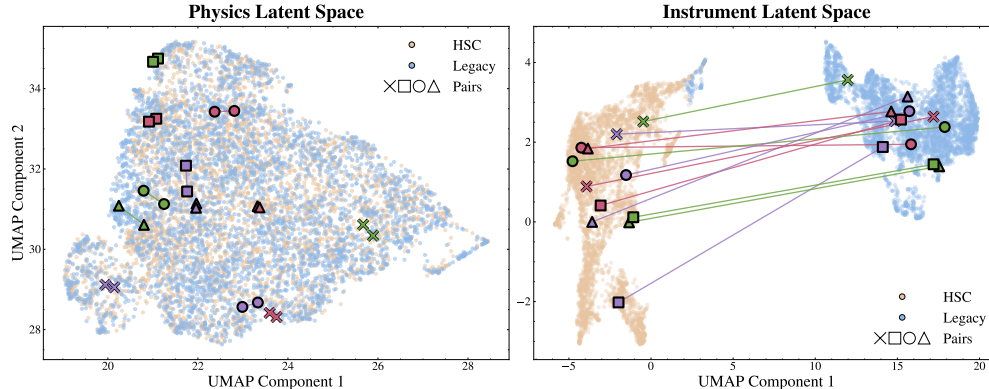 Physics Latent Space
HSC
Legacy
Pairs
34
32
30
28
UMAP Component 2
20
22
24
26
28
UMAP Component 1
Instrument Latent Space
4
2
0
−2
HSC
Legacy
Pairs
−5
0
5
10
15
20
UMAP Component 1